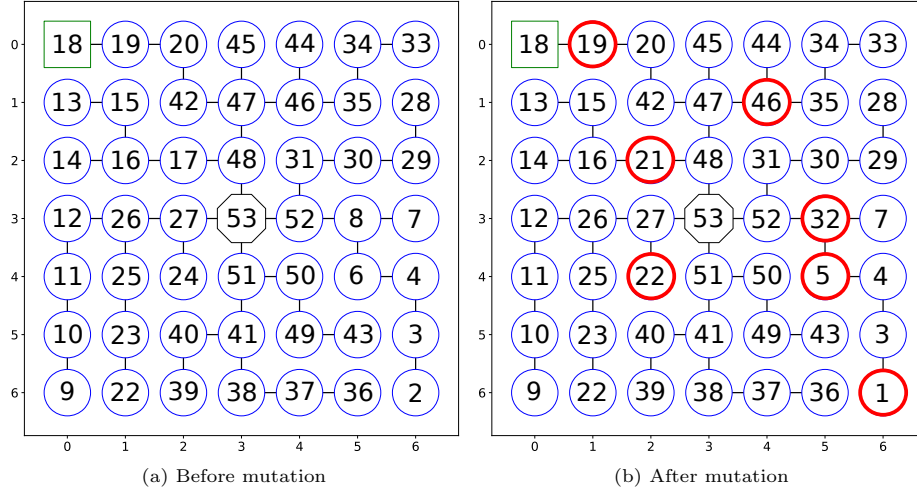 0 18 19 20 45 44 34 33 0 18 19 20 45 44 34 33
1 13 15 42 47 46 35 28 1 13 15 42 47 46 35 28
2 14 16 17 48 31 30 29 2 14 16 21 48 31 30 29
3 12 26 27 53 52 8 7 3 12 26 27 53 52 32 7
4 11 25 24 51 50 6 4 4 11 25 22 51 50 5 4
5 10 23 40 41 49 43 3 5 10 23 40 41 49 43 3
6 9 22 39 38 37 36 2 6 9 22 39 38 37 36 1
0 1 2 3 4 5 6 0 1 2 3 4 5 6
(a) Before mutation (b) After mutation